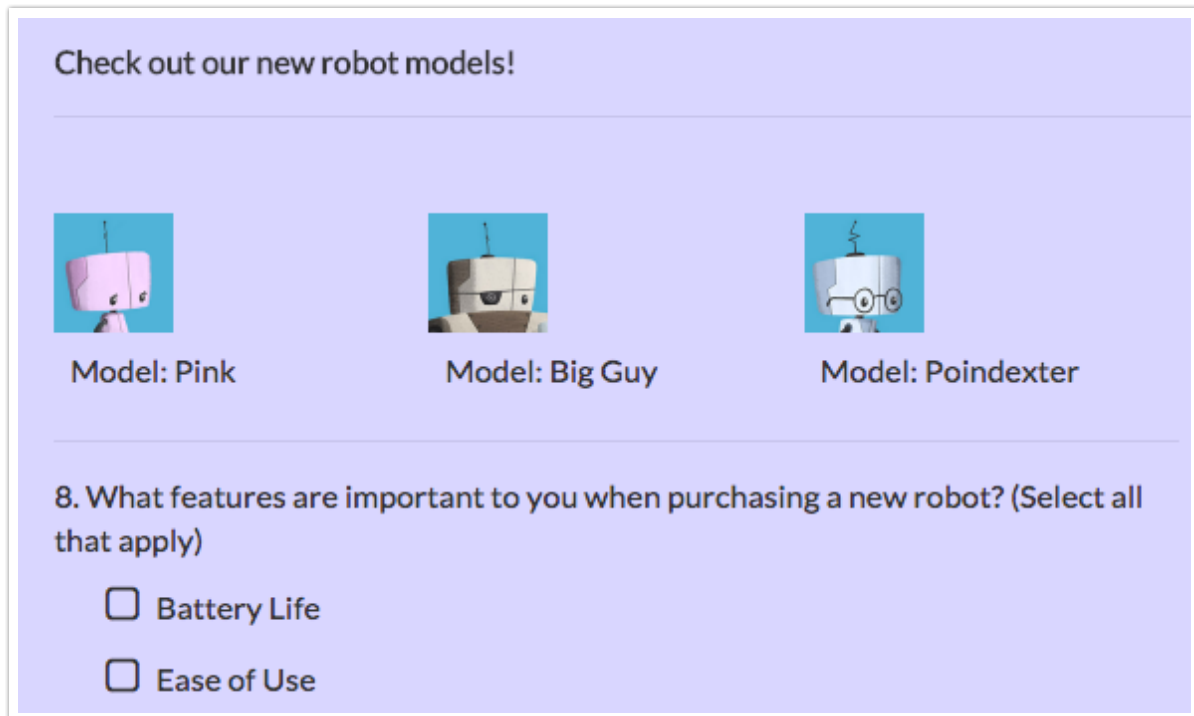 Check out our new robot models!
Model: Pink
Model: Big Guy
Model: Poindexter
8. What features are important to you when purchasing a new robot? (Select all
that apply)
Battery Life
Ease of Use